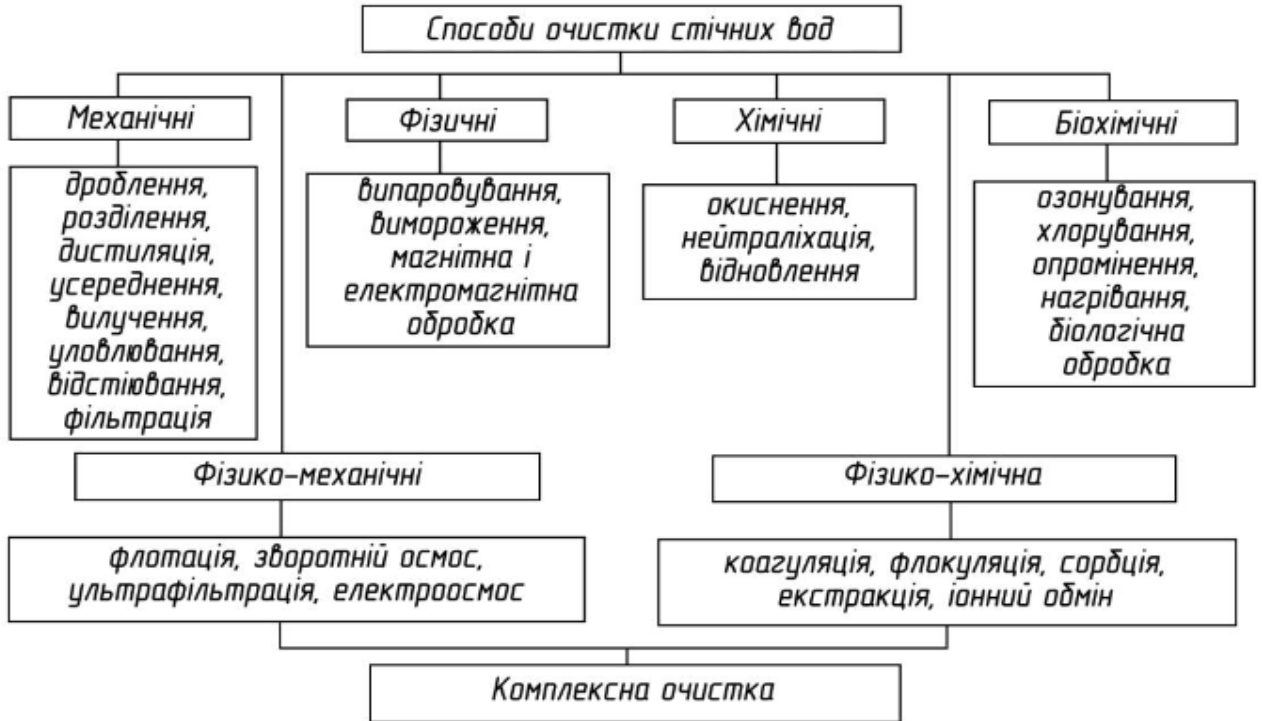 Способи очистки стічних вод
Механічні
Фізичні
Хімічні
Біохімічні
дроблення,
розділення,
дистиляція,
усереднення,
вилучення,
уловлювання,
відстіювання,
фільтрація
випаровування,
вимороження,
магнітна і
електромагнітна
обробка
окиснення,
нейтраліхація,
відновлення
озонування,
хлорування,
опромінення,
нагрівання,
біологічна
обробка
Фізико-механічні
Фізико-хімічна
флотація, зворотній осмос,
ультрафільтрація, електроосмос
коагуляція, флокуляція, сорбція,
екстракція, іонний обмін
Комплексна очистка